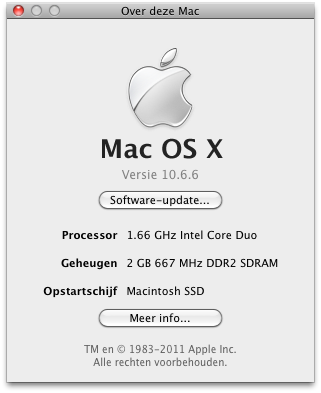 Over deze Mac
Mac OS X
Versie 10.6.6
Software-update...
Processor 1.66 GHz Intel Core Duo
Geheugen 2 GB 667 MHz DDR2 SDRAM
Opstartschijf Macintosh SSD
Meer info...
TM en © 1983-2011 Apple Inc.
Alle rechten voorbehouden.